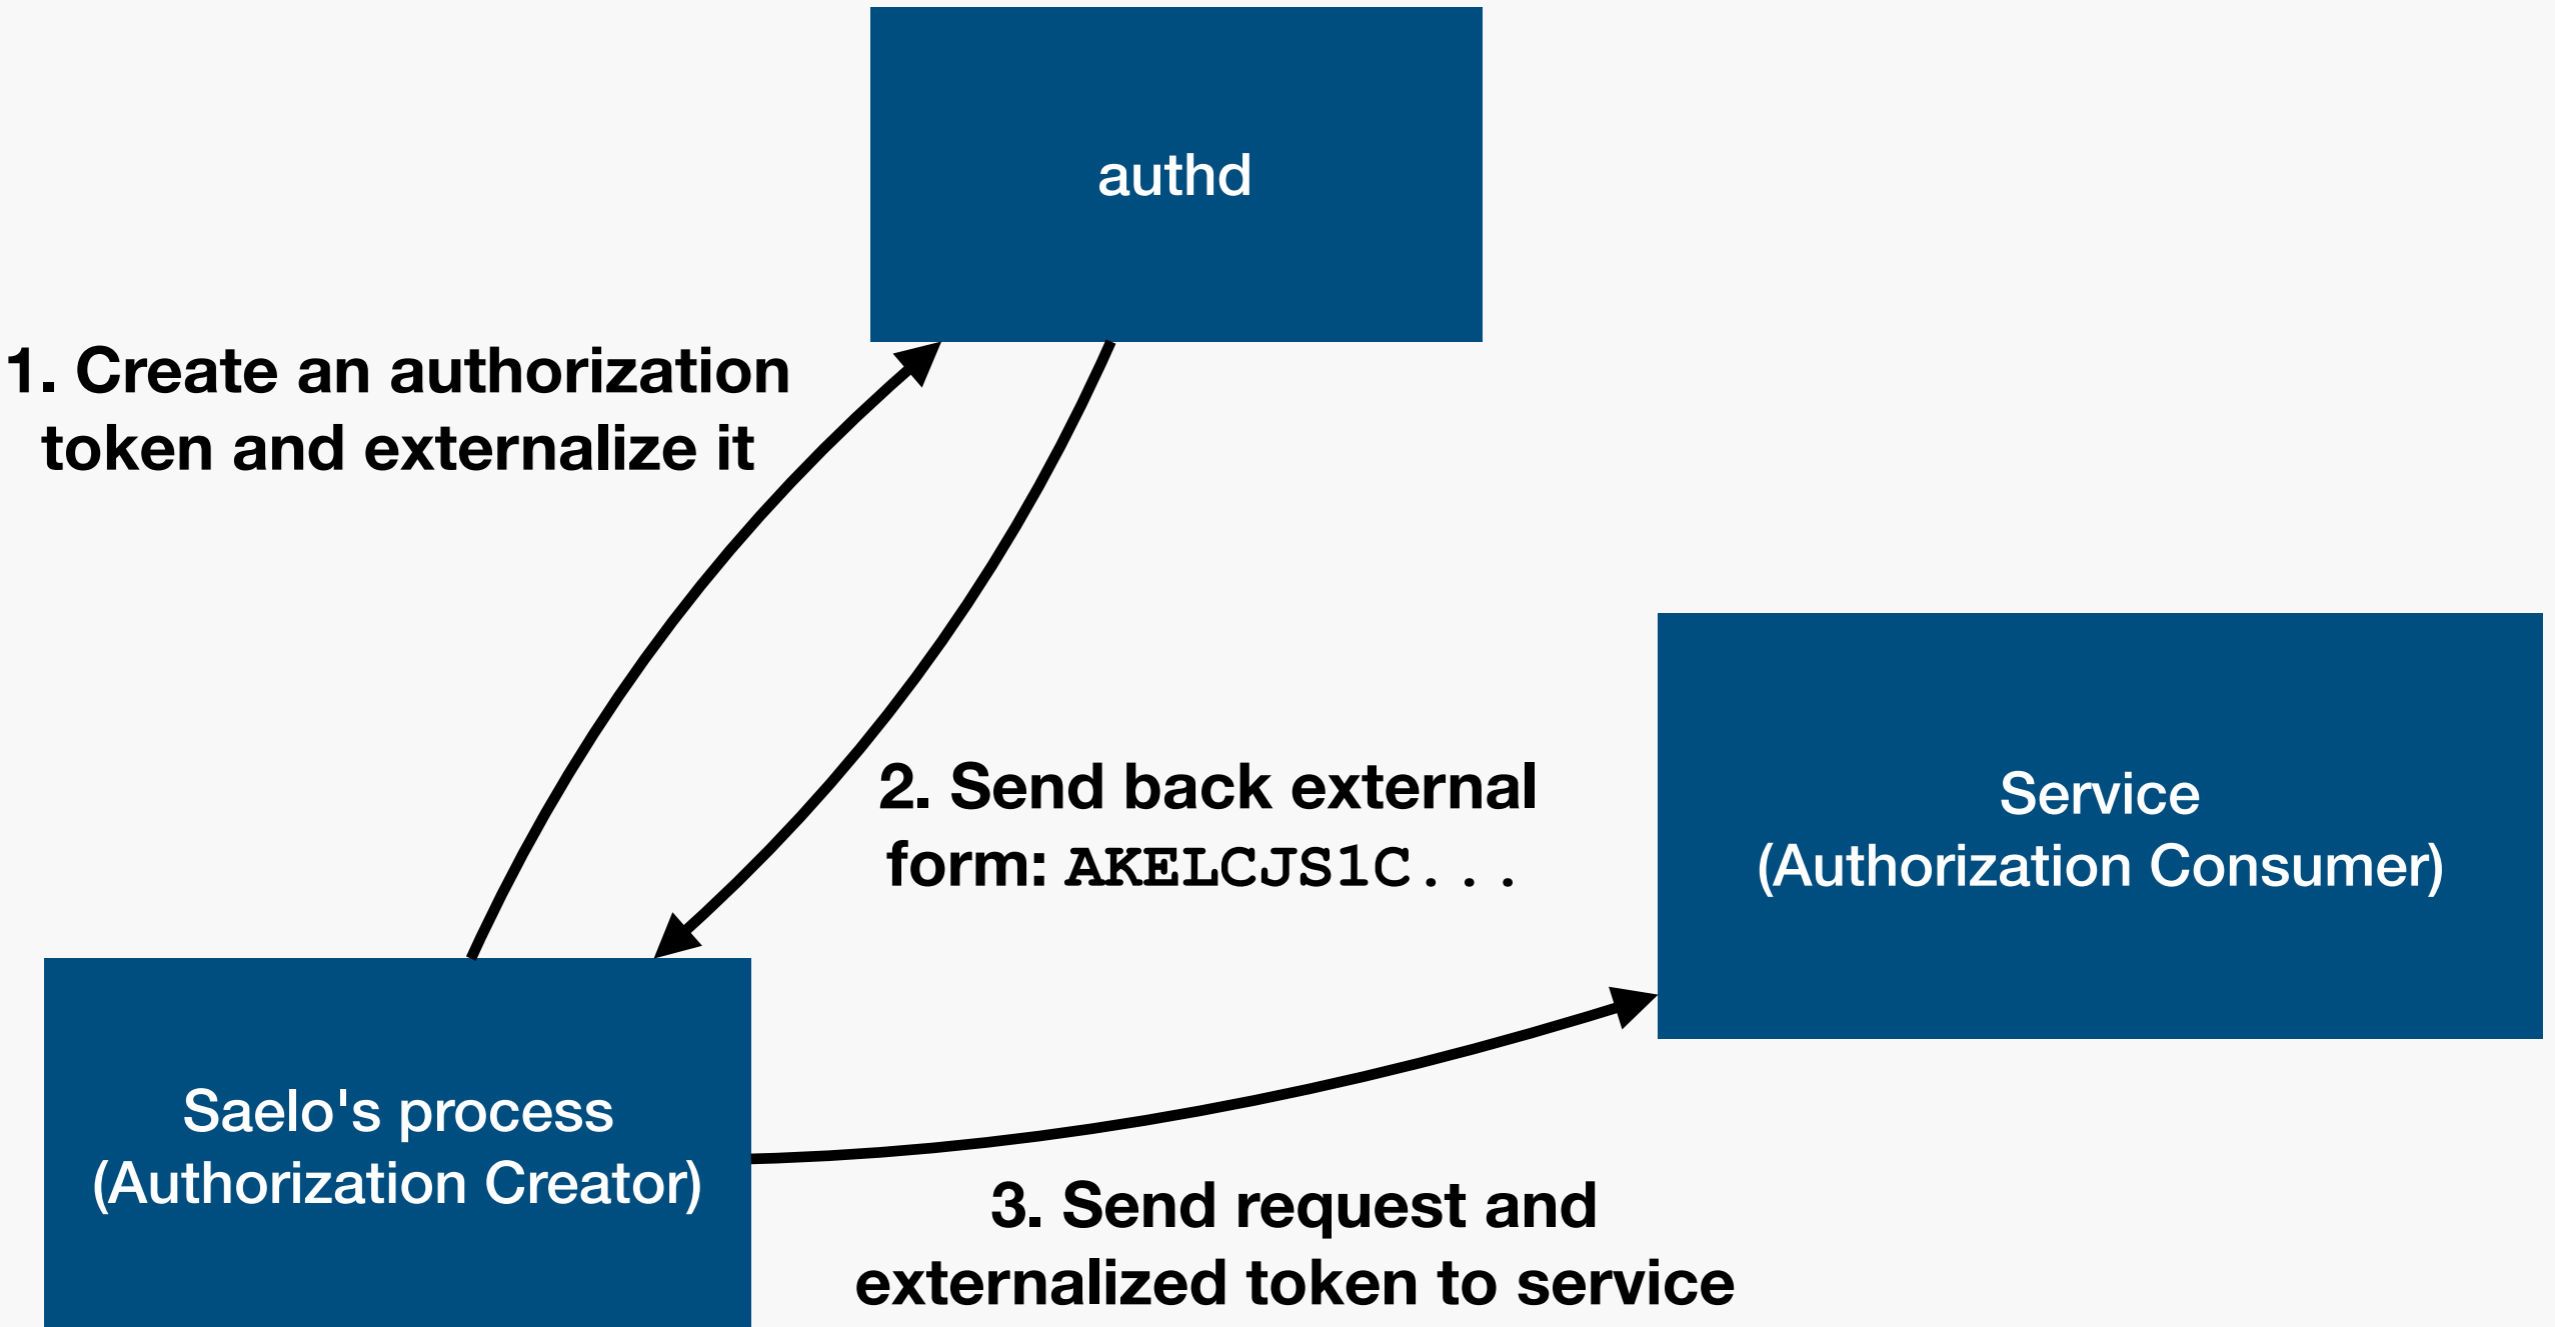 authd
1. Create an authorization
token and externalize it
2. Send back external
form: AKELCJS1C...
Service
(Authorization Consumer)
Saelo's process
(Authorization Creator)
3. Send request and
externalized token to service